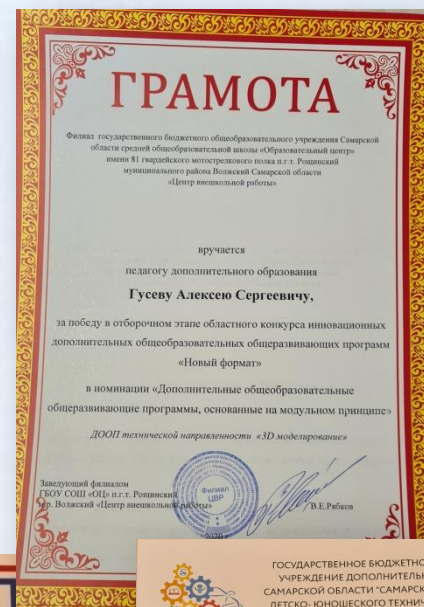 ГРАМОТА
Филиал государственного бюджетного общеобразовательного учреждения Самарской
области средней общеобразовательной школы «Образовательный центр»
имени 81 гвардейского мотострелкового полка п.г.т. Рощинский
муниципального района Волжский Самарской области
«Центр внешкольной работы»
вручается
педагогу дополнительного образования
Гусеву Алексею Сергеевичу,
за победу в отборочном этапе областного конкурса инновационных
дополнительных общеобразовательных общеразвивающих программ
«Новый формат»
в номинации «Дополнительные общеобразовательные
общеразвивающие программы, основанные на модульном принципе»
ДООП технической направленности «3D моделирование»
Заведующий филиалом
ГБОУ СОШ «ОЦ» п.г.т. Рощинский
м.р. Волжский «Центр внешкольной работы»
В.Е.Рябков
Филиал
ЦВР
2020
ГОСУДАРСТВЕННОЕ БЮДЖЕТНО
УЧРЕЖДЕНИЕ ДОПОЛНИТЕЛЬН
САМАРСКОЙ ОБЛАСТИ "САМАРСК
ДЕТСКО-ЮНОШЕСКОГО ТЕХНИЧ